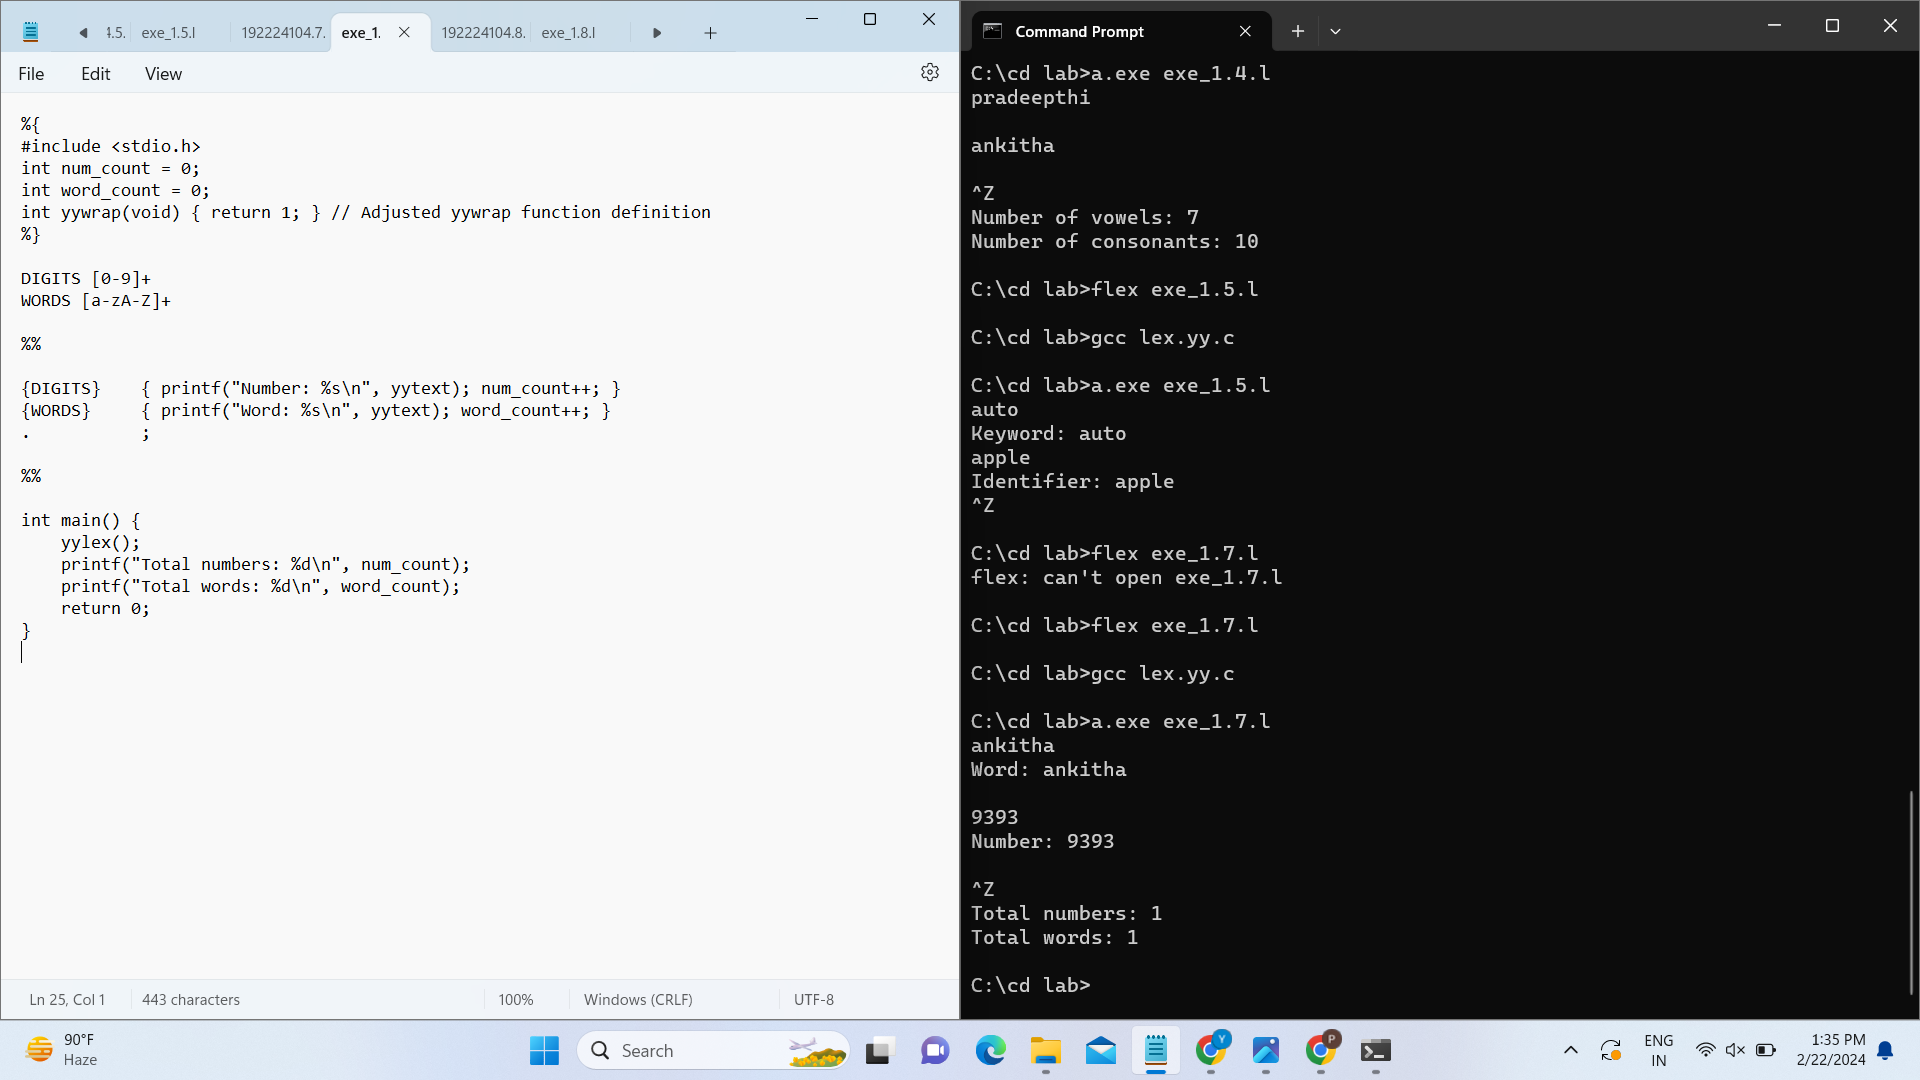 4.5.
exe_1.5.l
192224104.7.
exe_1.
192224104.8.
exe_1.8.l
File
Edit
View
%{
#include <stdio.h>
int num_count = 0;
int word_count = 0;
int yywrap(void) { return 1; } // Adjusted yywrap function definition
%}
DIGITS [0-9]+
WORDS [a-zA-Z]+
%%
{DIGITS}    { printf("Number: %s\n", yytext); num_count++; }
{WORDS}     { printf("Word: %s\n", yytext); word_count++; }
.           ;
%%
int main() {
    yylex();
    printf("Total numbers: %d\n", num_count);
    printf("Total words: %d\n", word_count);
    return 0;
}
Ln 25, Col 1
443 characters
100%
Windows (CRLF)
UTF-8
Command Prompt
C:\cd lab>a.exe exe_1.4.l
pradeepthi
ankitha
^Z
Number of vowels: 7
Number of consonants: 10
C:\cd lab>flex exe_1.5.l
C:\cd lab>gcc lex.yy.c
C:\cd lab>a.exe exe_1.5.l
auto
Keyword: auto
apple
Identifier: apple
^Z
C:\cd lab>flex exe_1.7.l
flex: can't open exe_1.7.l
C:\cd lab>flex exe_1.7.l
C:\cd lab>gcc lex.yy.c
C:\cd lab>a.exe exe_1.7.l
ankitha
Word: ankitha
9393
Number: 9393
^Z
Total numbers: 1
Total words: 1
C:\cd lab>
90°F
Haze
Search
Y
P
ENG
IN
1:35 PM
2/22/2024